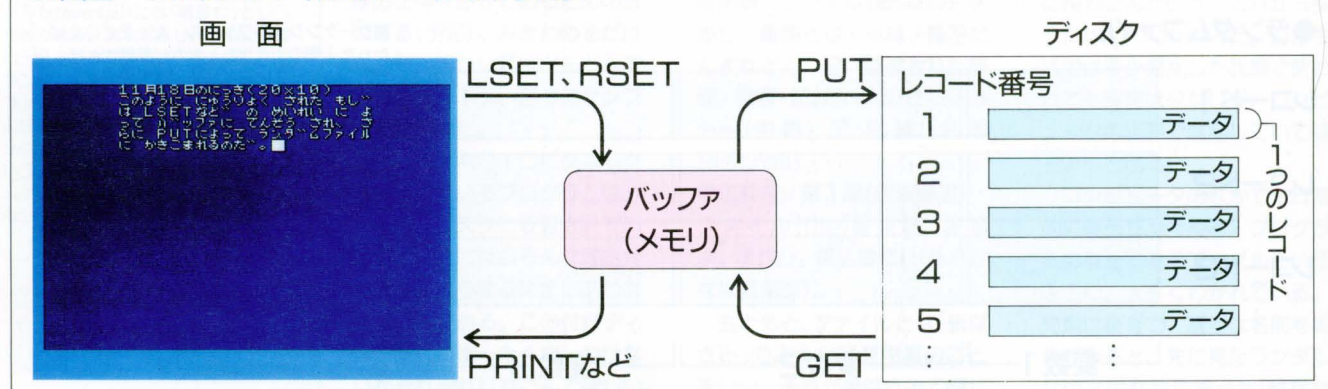 画 面
11月18日のにっき(20×10)
このように にゅうりょく された もじ
は LSETなど の めいれい に よ
って バッファに てんそう され、さ
らに PUTによって ランダムファイル
に かきこまれるのだ。
LSET、RSET
PRINTなど
バッファ
(メモリ)
PUT
GET
ディスク
レコード番号
1 データ
2 データ
3 データ
4 データ
5 データ
⋮ ⋮
1つのレコード